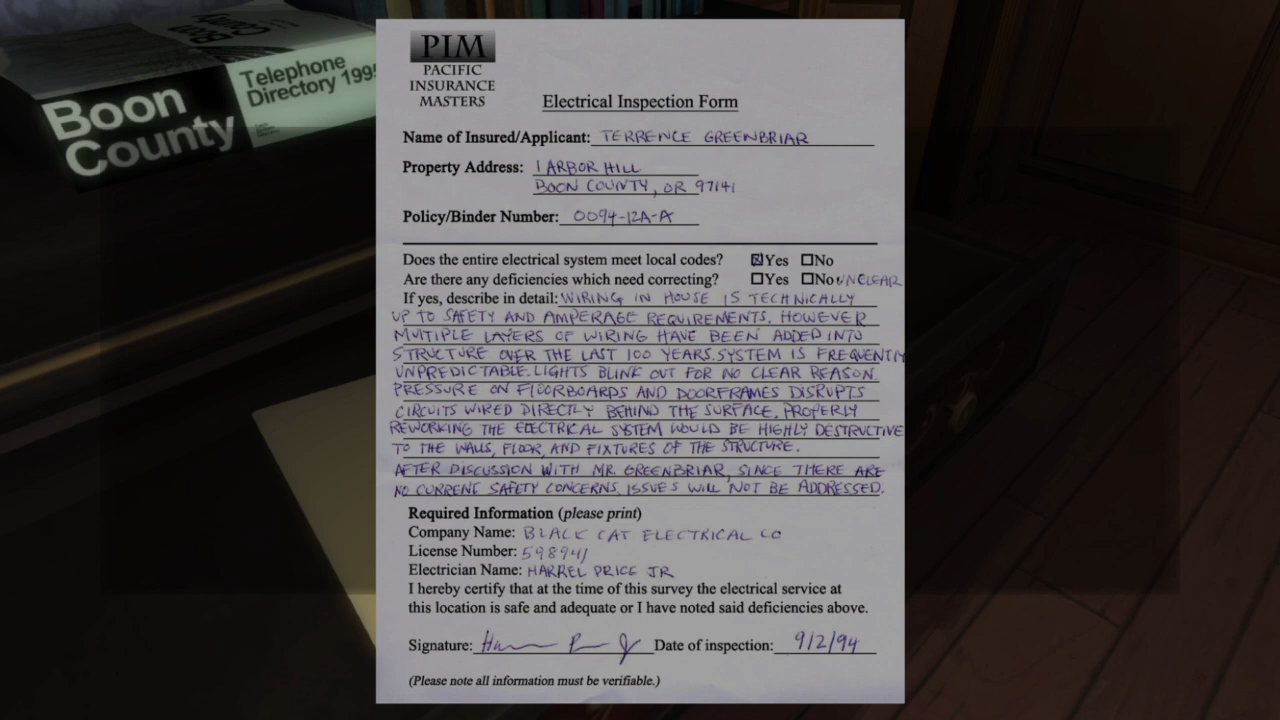 Boon
County
Telephone
Directory 1995
PIM
PACIFIC
INSURANCE
MASTERS
Electrical Inspection Form
Name of Insured/Applicant: TERRENCE GREENBRIAR
Property Address: 1 ARBOR HILL
BOON COUNTY, OR 97141
Policy/Binder Number: 0094-12A-A
Does the entire electrical system meet local codes? ☒Yes ☐No
Are there any deficiencies which need correcting? ☐Yes ☐No UNCLEAR
If yes, describe in detail: WIRING IN HOUSE IS TECHNICALLY
UP TO SAFETY AND AMPERAGE REQUIREMENTS. HOWEVER
MULTIPLE LAYERS OF WIRING HAVE BEEN ADDED INTO
STRUCTURE OVER THE LAST 100 YEARS. SYSTEM IS FREQUENTLY
UNPREDICTABLE. LIGHTS BLINK OUT FOR NO CLEAR REASON.
PRESSURE ON FLOORBOARDS AND DOORFRAMES DISRUPTS
CIRCUITS WIRED DIRECTLY BEHIND THE SURFACE. PROPERLY
REWORKING THE ELECTRICAL SYSTEM WOULD BE HIGHLY DESTRUCTIVE
TO THE WALLS, FLOOR, AND FIXTURES OF THE STRUCTURE.
AFTER DISCUSSION WITH MR. GREENBRIAR, SINCE THERE ARE
NO CURRENT SAFETY CONCERNS, ISSUES WILL NOT BE ADDRESSED.
Required Information (please print)
Company Name: BLACK CAT ELECTRICAL CO
License Number: 598941
Electrician Name: HARREL PRICE JR
I hereby certify that at the time of this survey the electrical service at
this location is safe and adequate or I have noted said deficiencies above.
Signature: Date of inspection: 9/2/94
(Please note all information must be verifiable.)